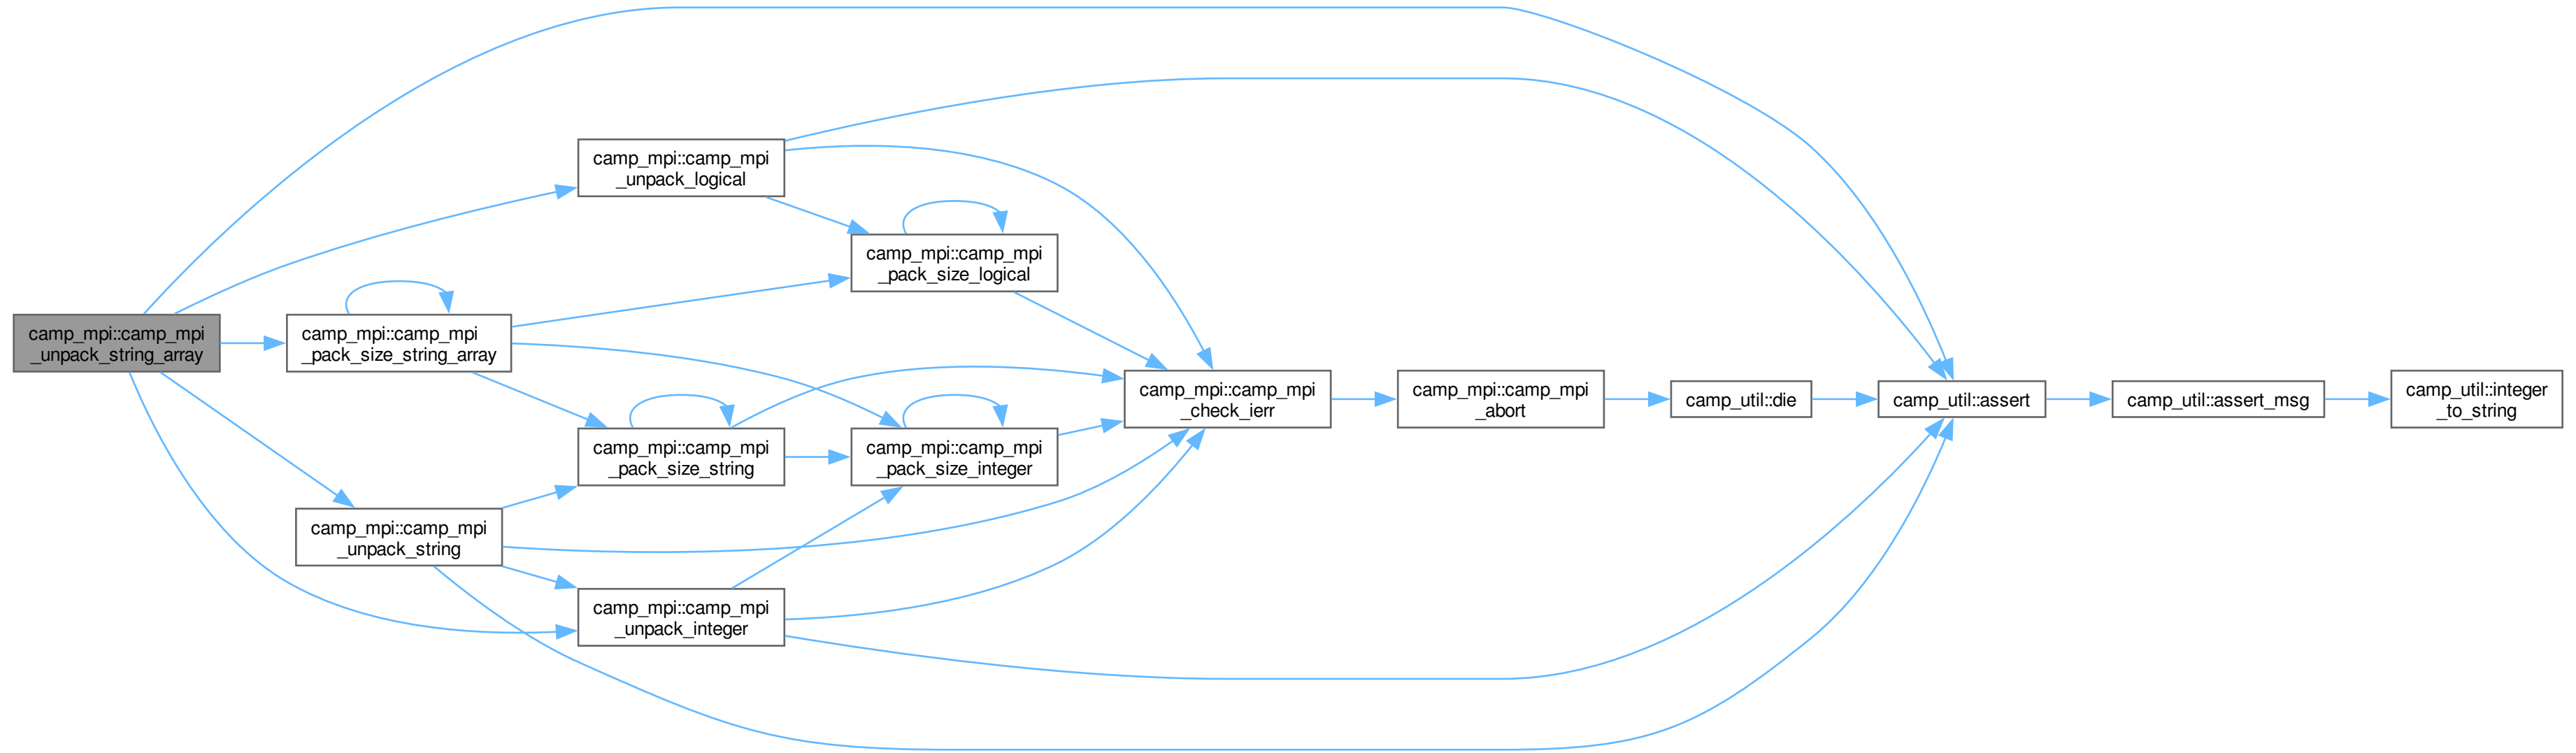 camp_mpi::camp_mpi
_unpack_string_array
camp_mpi::camp_mpi
_pack_size_string_array
camp_mpi::camp_mpi
_unpack_string
camp_mpi::camp_mpi
_unpack_logical
camp_mpi::camp_mpi
_pack_size_string
camp_mpi::camp_mpi
_unpack_integer
camp_mpi::camp_mpi
_pack_size_logical
camp_mpi::camp_mpi
_pack_size_integer
camp_mpi::camp_mpi
_check_ierr
camp_mpi::camp_mpi
_abort
camp_util::die
camp_util::assert
camp_util::assert_msg
camp_util::integer
_to_string